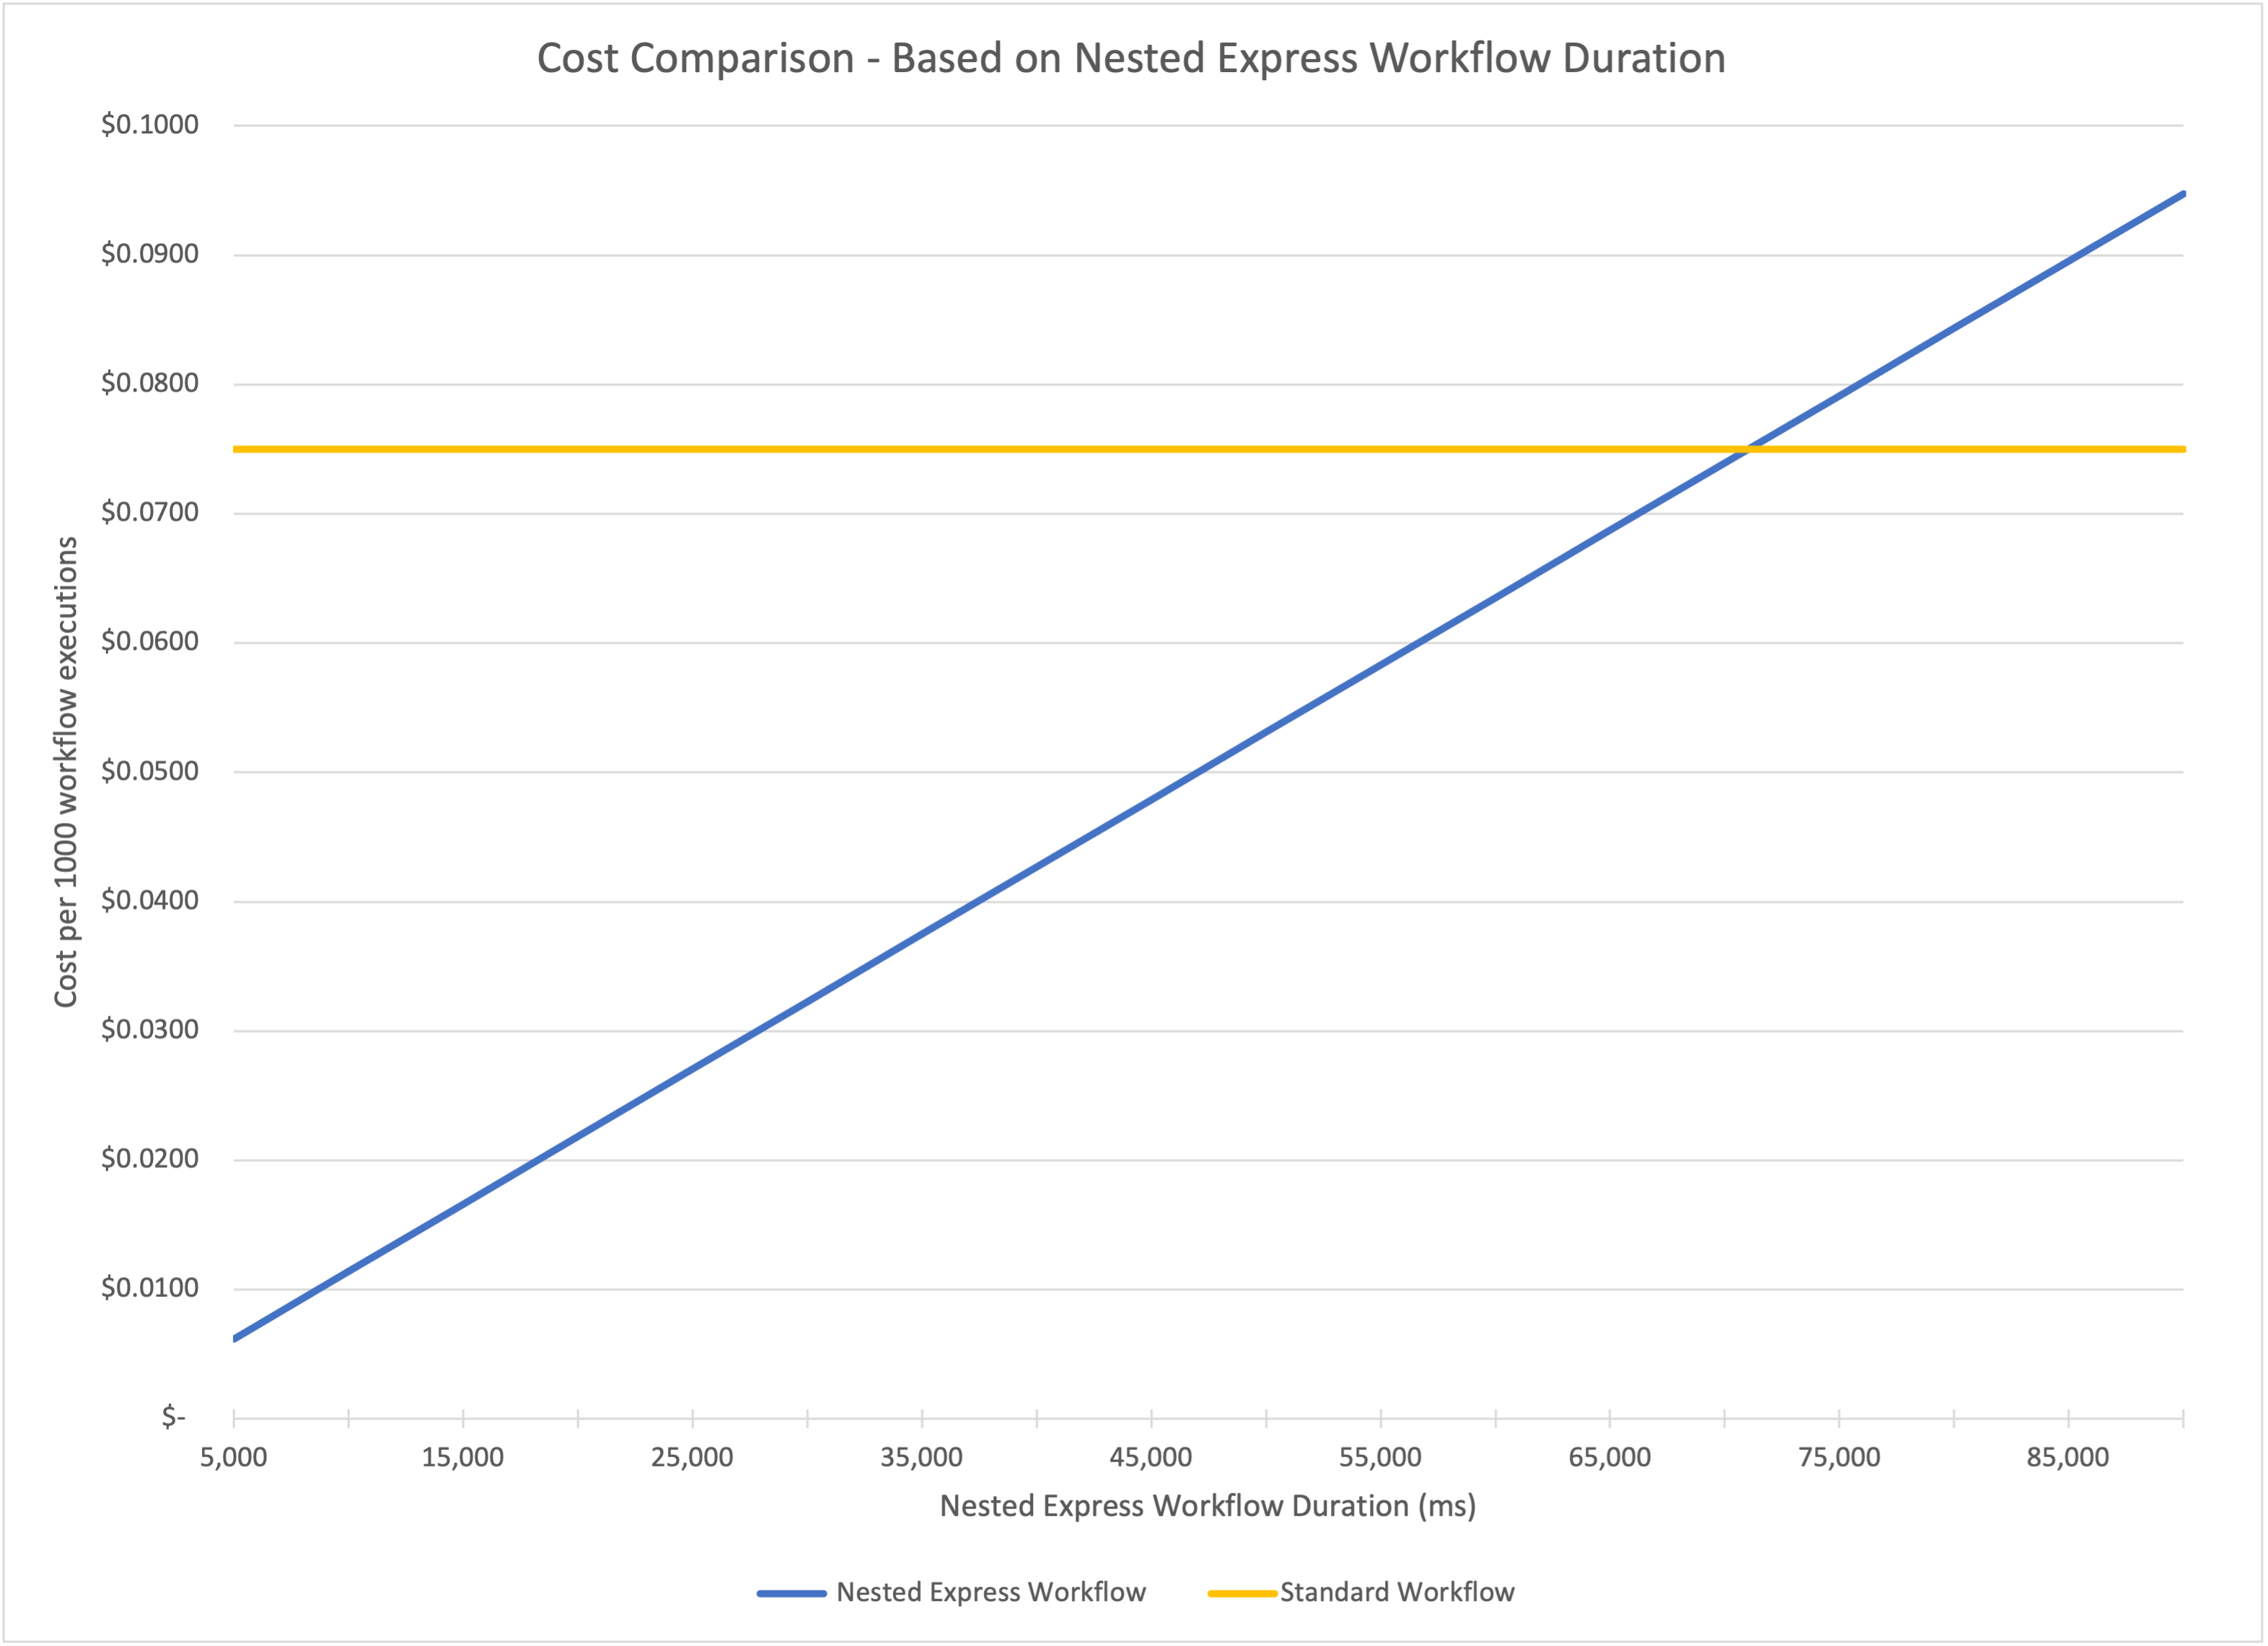 Cost Comparison - Based on Nested Express Workflow Duration
$0.1000
$0.0900
$0.0800
$0.0700
$0.0600
$0.0500
$0.0400
$0.0300
$0.0200
$0.0100
$-
Cost per 1000 workflow executions
5,000 15,000 25,000 35,000 45,000 55,000 65,000 75,000 85,000
Nested Express Workflow Duration (ms)
Nested Express Workflow Standard Workflow